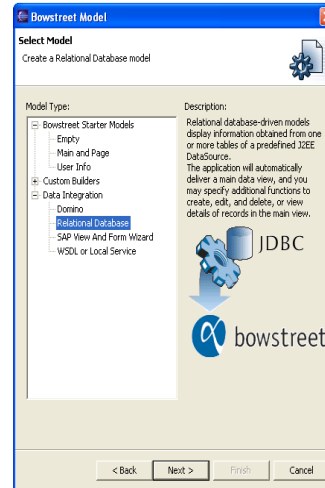 Bowstreet Model
Select Model
Create a Relational Database model
Model Type:
Bowstreet Starter Models
Empty
Main and Page
User Info
Custom Builders
Data Integration
Domino
Relational Database
SAP View And Form Wizard
WSDL or Local Service
Description:
Relational database-driven models
display information obtained from one
or more tables of a predefined J2EE
DataSource.
The application will automatically
deliver a main data view, and you
may specify additional functions to
create, edit, and delete, or view
details of records in the main view.
JDBC
bowstreet
< Back
Next >
Finish
Cancel